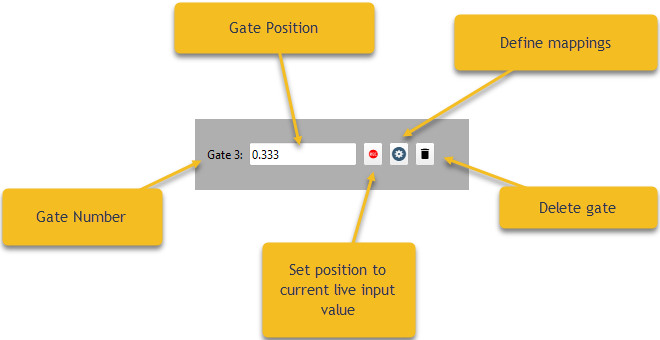 Gate Position
Define mappings
Gate 3: 0.333
Gate Number
Delete gate
Set position to
current live input
value